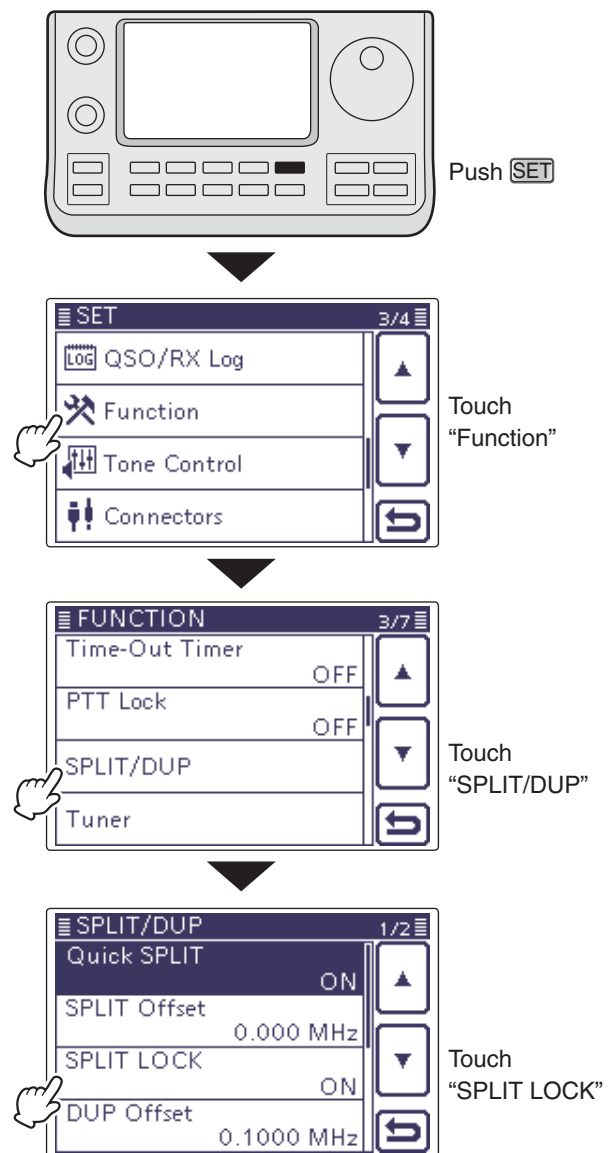 Push SET
SET 3/4
LOG QSO/RX Log
Function
Tone Control
Connectors
Touch
“Function”
FUNCTION 3/7
Time-Out Timer
OFF
PTT Lock
OFF
SPLIT/DUP
Tuner
Touch
“SPLIT/DUP”
SPLIT/DUP 1/2
Quick SPLIT
ON
SPLIT Offset
0.000 MHz
SPLIT LOCK
ON
DUP Offset
0.1000 MHz
Touch
“SPLIT LOCK”